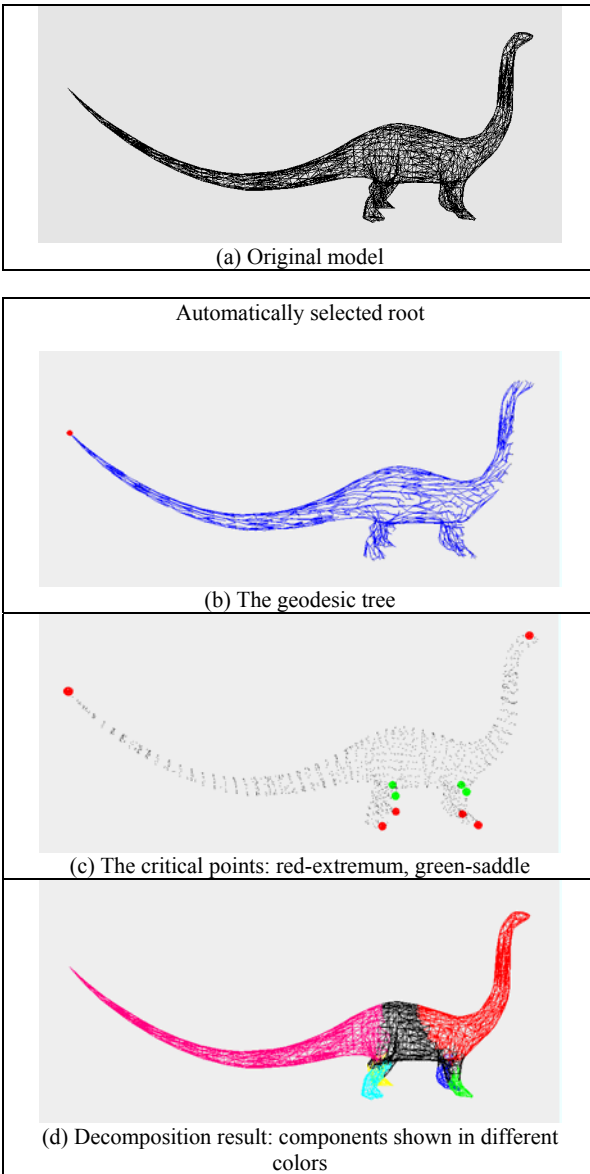 (a) Original model
Automatically selected root
(b) The geodesic tree
(c) The critical points: red-extremum, green-saddle
(d) Decomposition result: components shown in different
colors